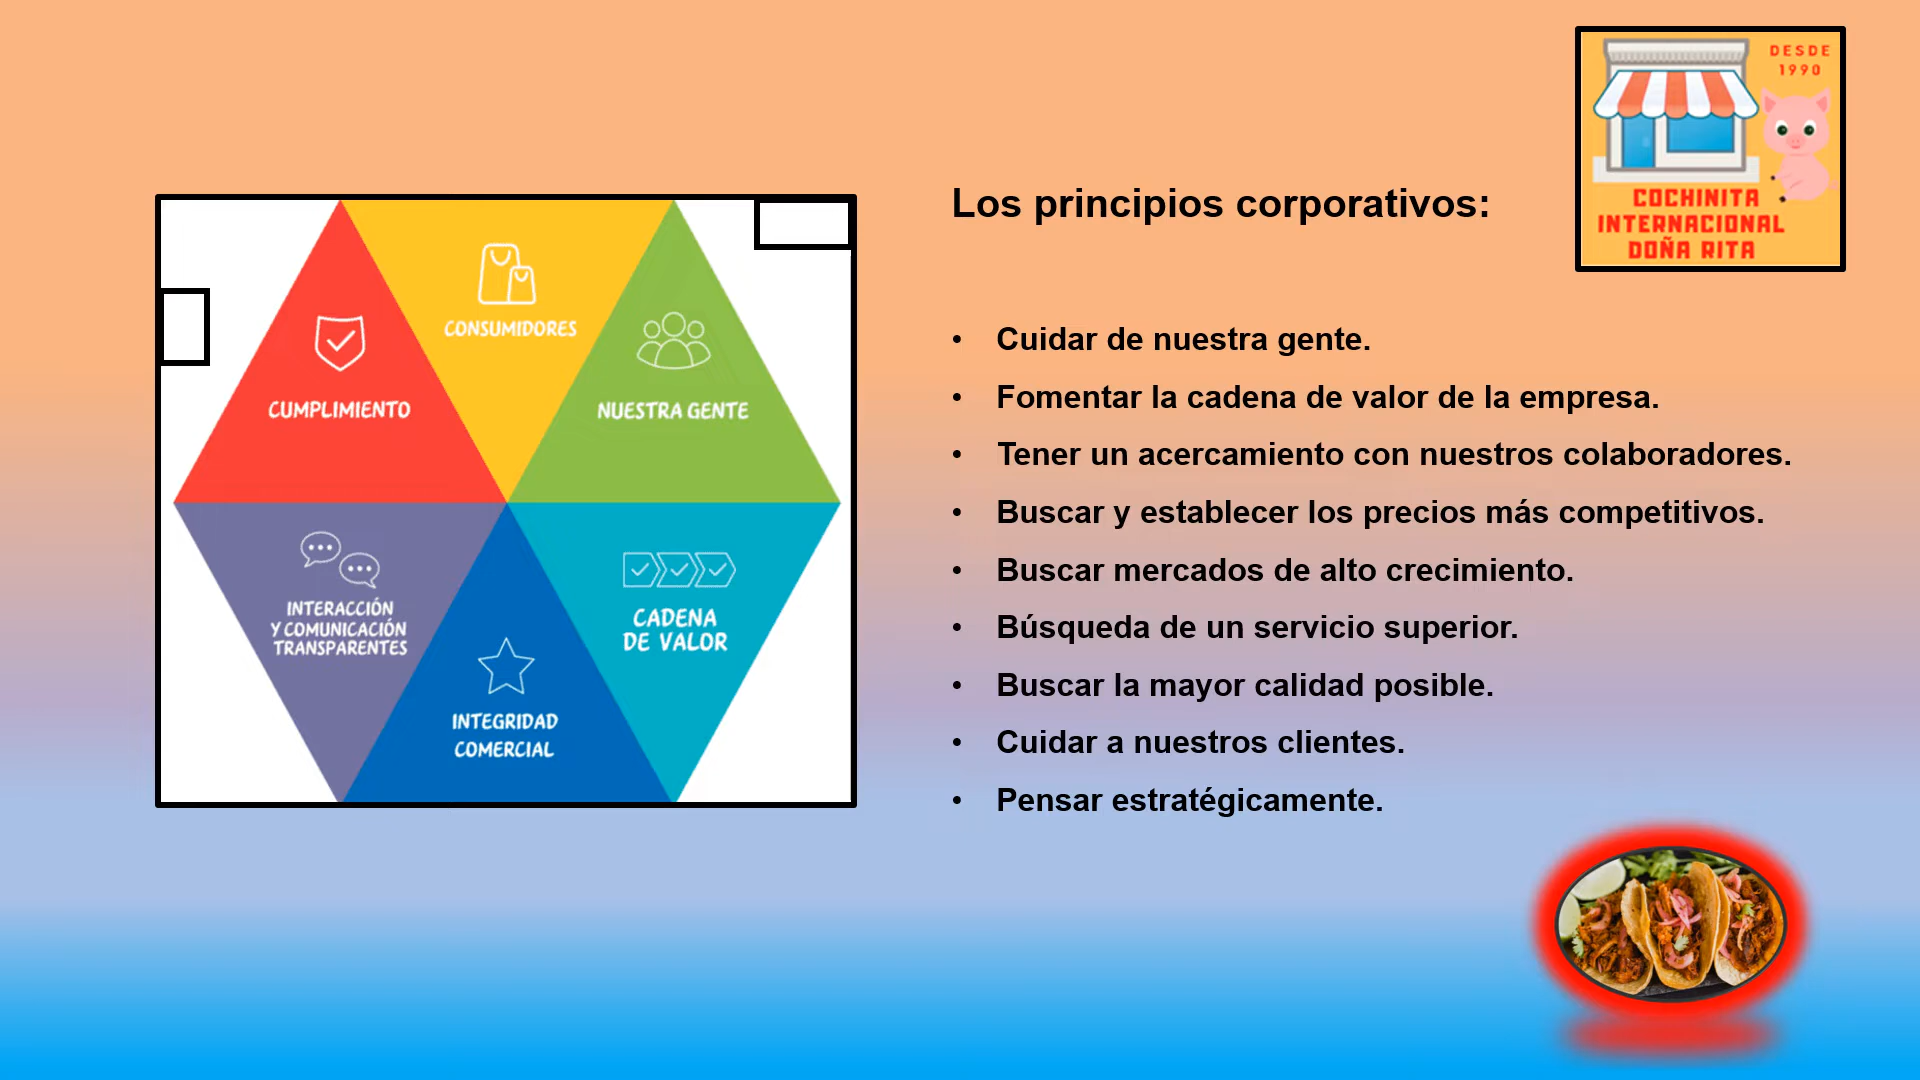 DESDE
1990
COCHINITA
INTERNACIONAL
DOÑA RITA
CONSUMIDORES
CUMPLIMIENTO
NUESTRA GENTE
INTERACCIÓN
Y COMUNICACIÓN
TRANSPARENTES
CADENA
DE VALOR
INTEGRIDAD
COMERCIAL
Los principios corporativos:
• Cuidar de nuestra gente.
• Fomentar la cadena de valor de la empresa.
• Tener un acercamiento con nuestros colaboradores.
• Buscar y establecer los precios más competitivos.
• Buscar mercados de alto crecimiento.
• Búsqueda de un servicio superior.
• Buscar la mayor calidad posible.
• Cuidar a nuestros clientes.
• Pensar estratégicamente.